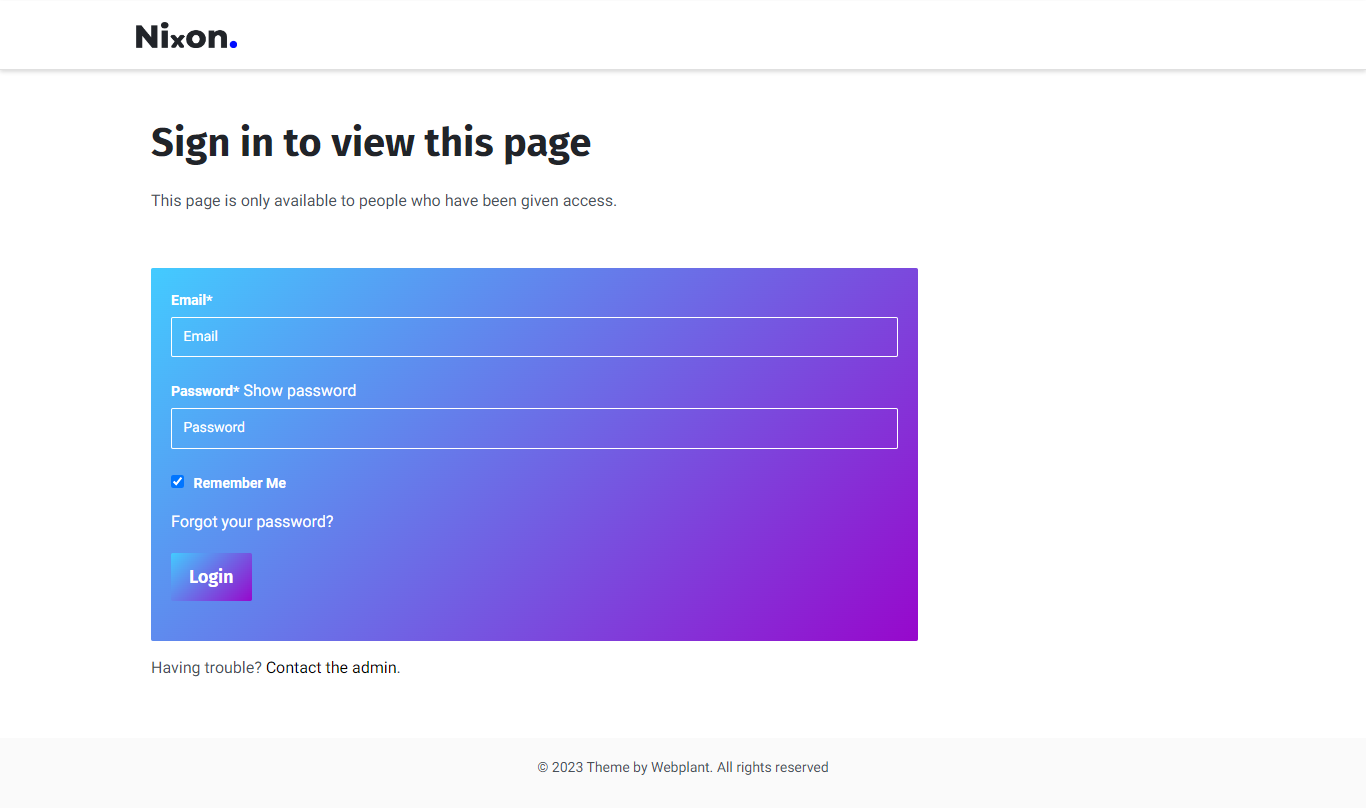 Nixon.
Sign in to view this page
This page is only available to people who have been given access.
Email*
Email
Password* Show password
Password
Remember Me
Forgot your password?
Login
Having trouble? Contact the admin.
© 2023 Theme by Webplant. All rights reserved